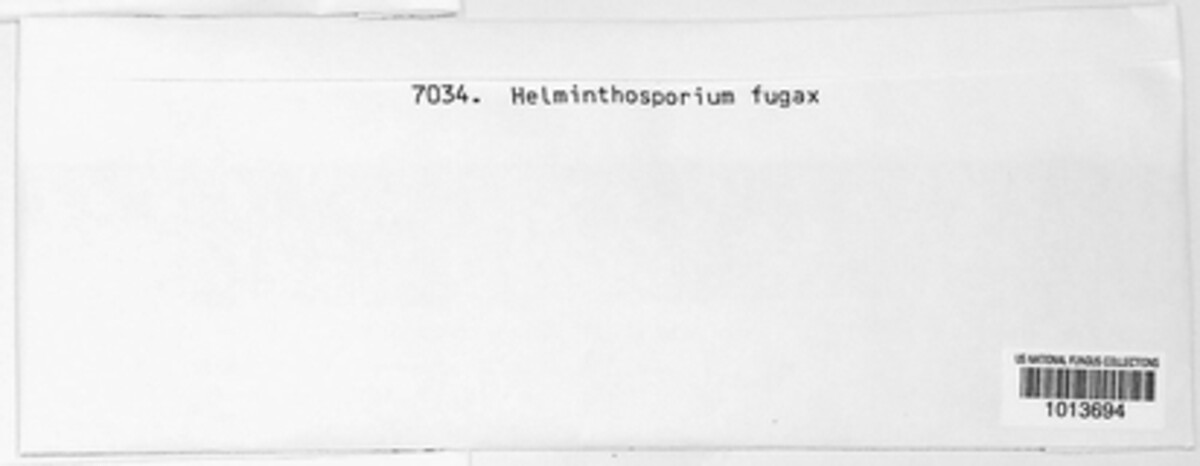 7034. Helminthosporium fugax
US NATIONAL FUNGUS COLLECTIONS
1013694